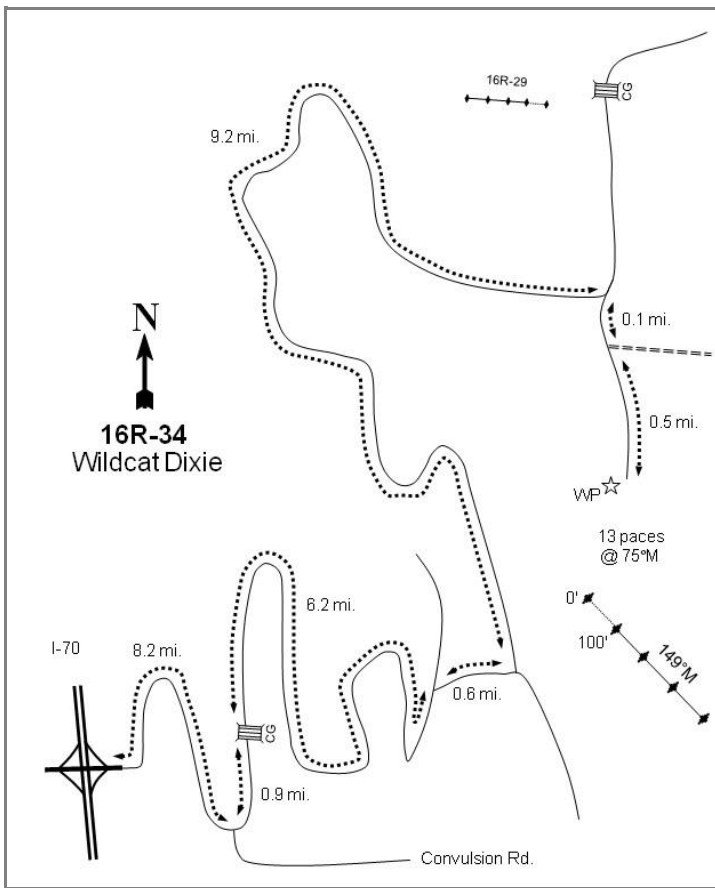 16R-29
CG
9.2 mi.
0.1 mi.
N
16R-34
Wildcat Dixie
0.5 mi.
WP
13 paces
@ 75°M
0'
100'
149°M
6.2 mi.
I-70
8.2 mi.
0.6 mi.
CG
0.9 mi.
Convulsion Rd.